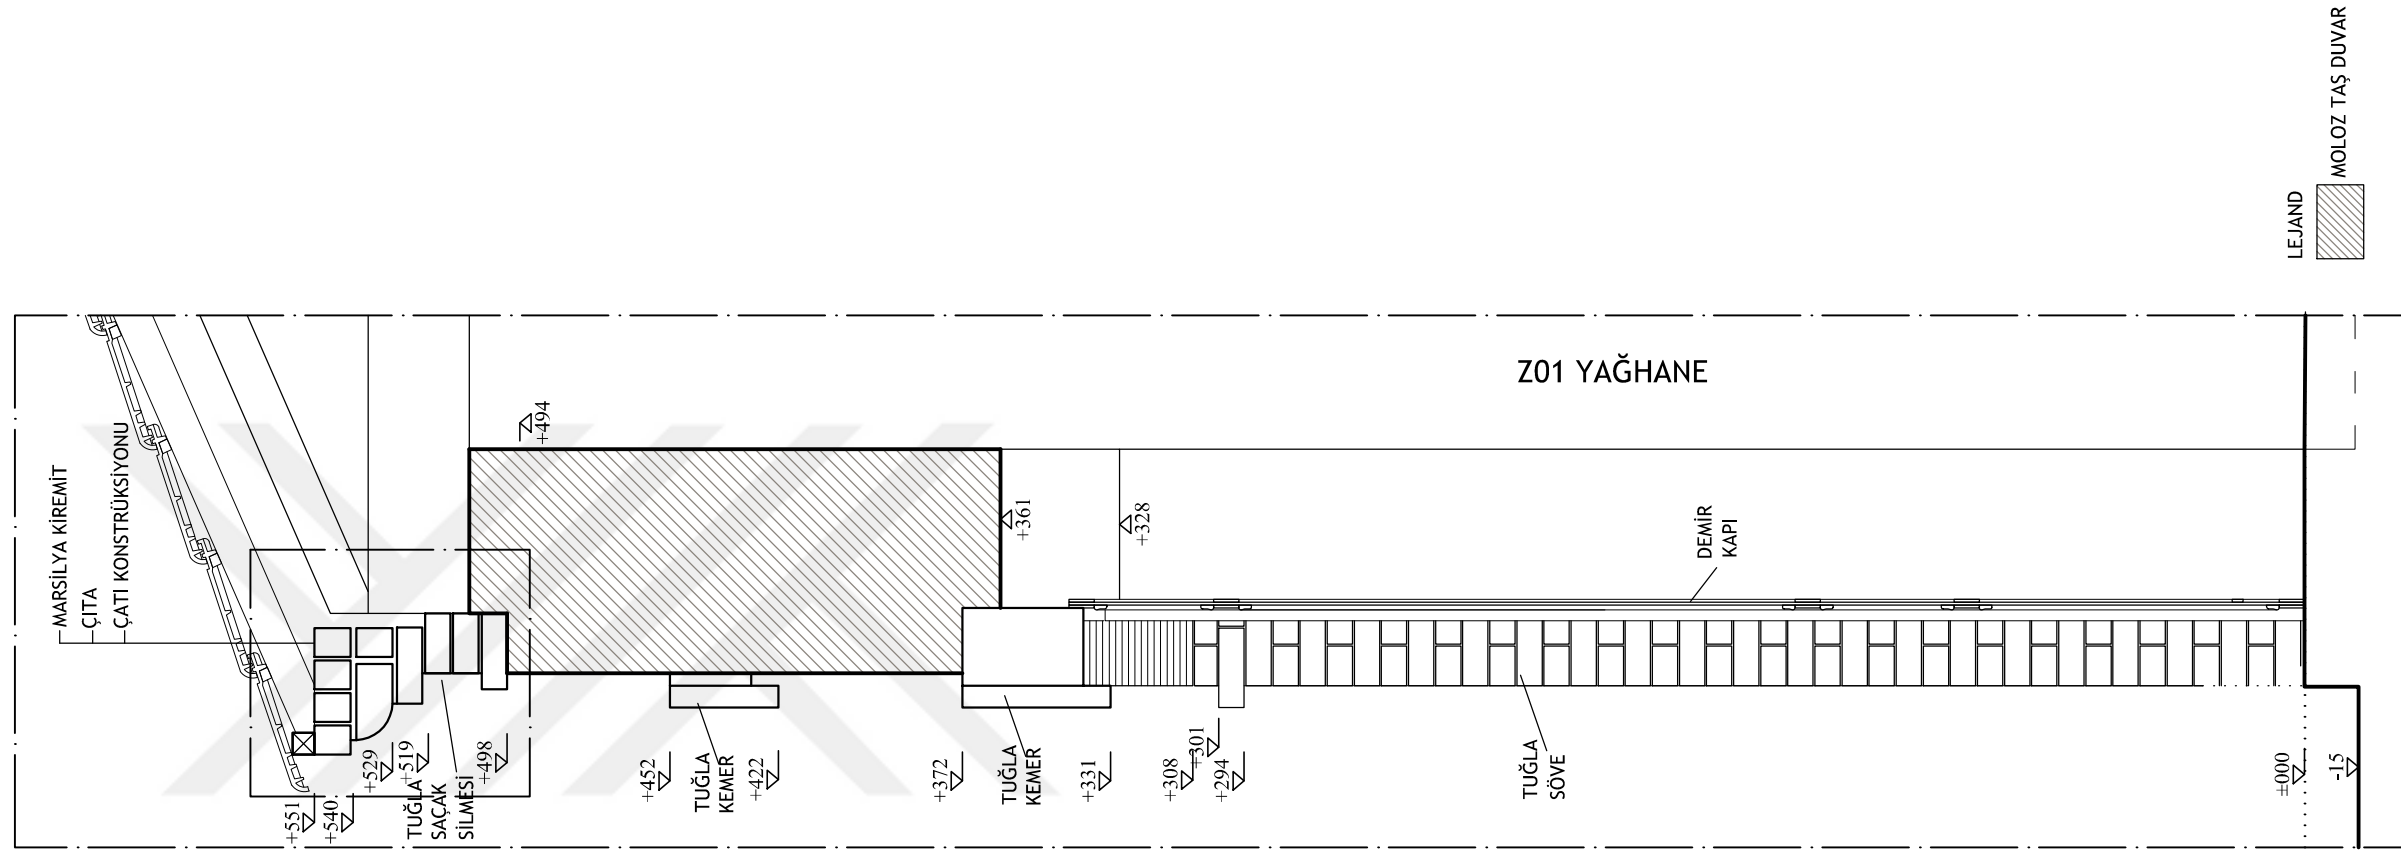 MARSİLYA KİREMİT
ÇITA
ÇATI KONSTRÜKSİYONU
+551
+540
+529
+519
TUĞLA
SAÇAK
SİLMESİ
+498
+494
+452
TUĞLA
KEMER
+422
+372
+361
TUĞLA
KEMER
+331
+328
+308
+301
+294
TUĞLA
SÖVE
DEMİR
KAPI
Z01 YAĞHANE
±000
-15
LEJAND
MOLOZ TAŞ DUVAR